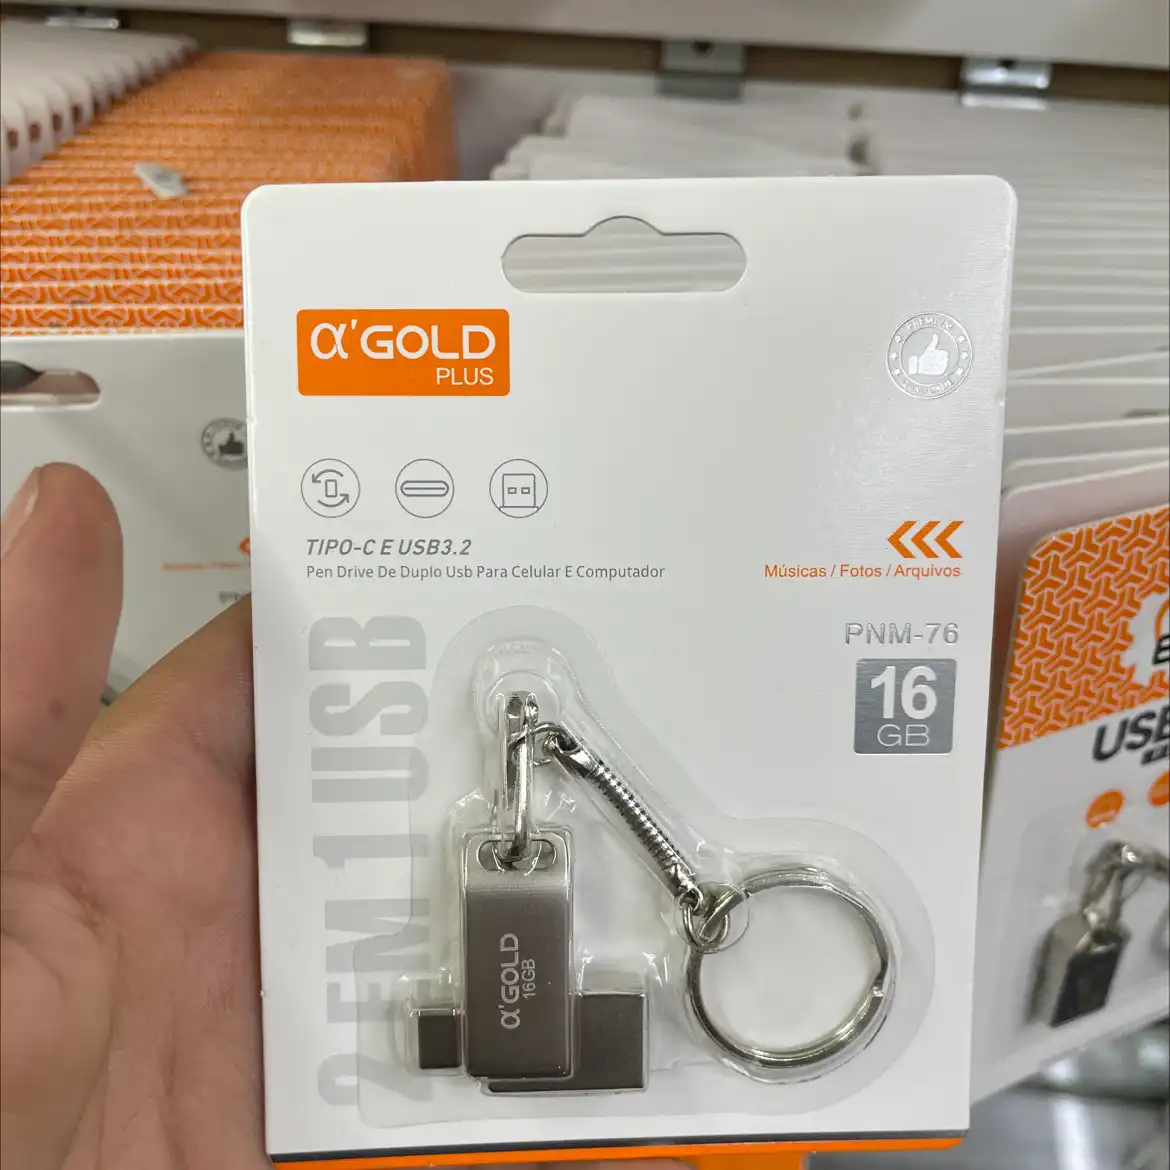 α'GOLD
PLUS
PREMIUM
TIPO-C E USB3.2
Pen Drive De Duplo Usb Para Celular E Computador
Músicas / Fotos / Arquivos
PNM-76
16
GB
2 EM 1 USB
α'GOLD
16GB
USB